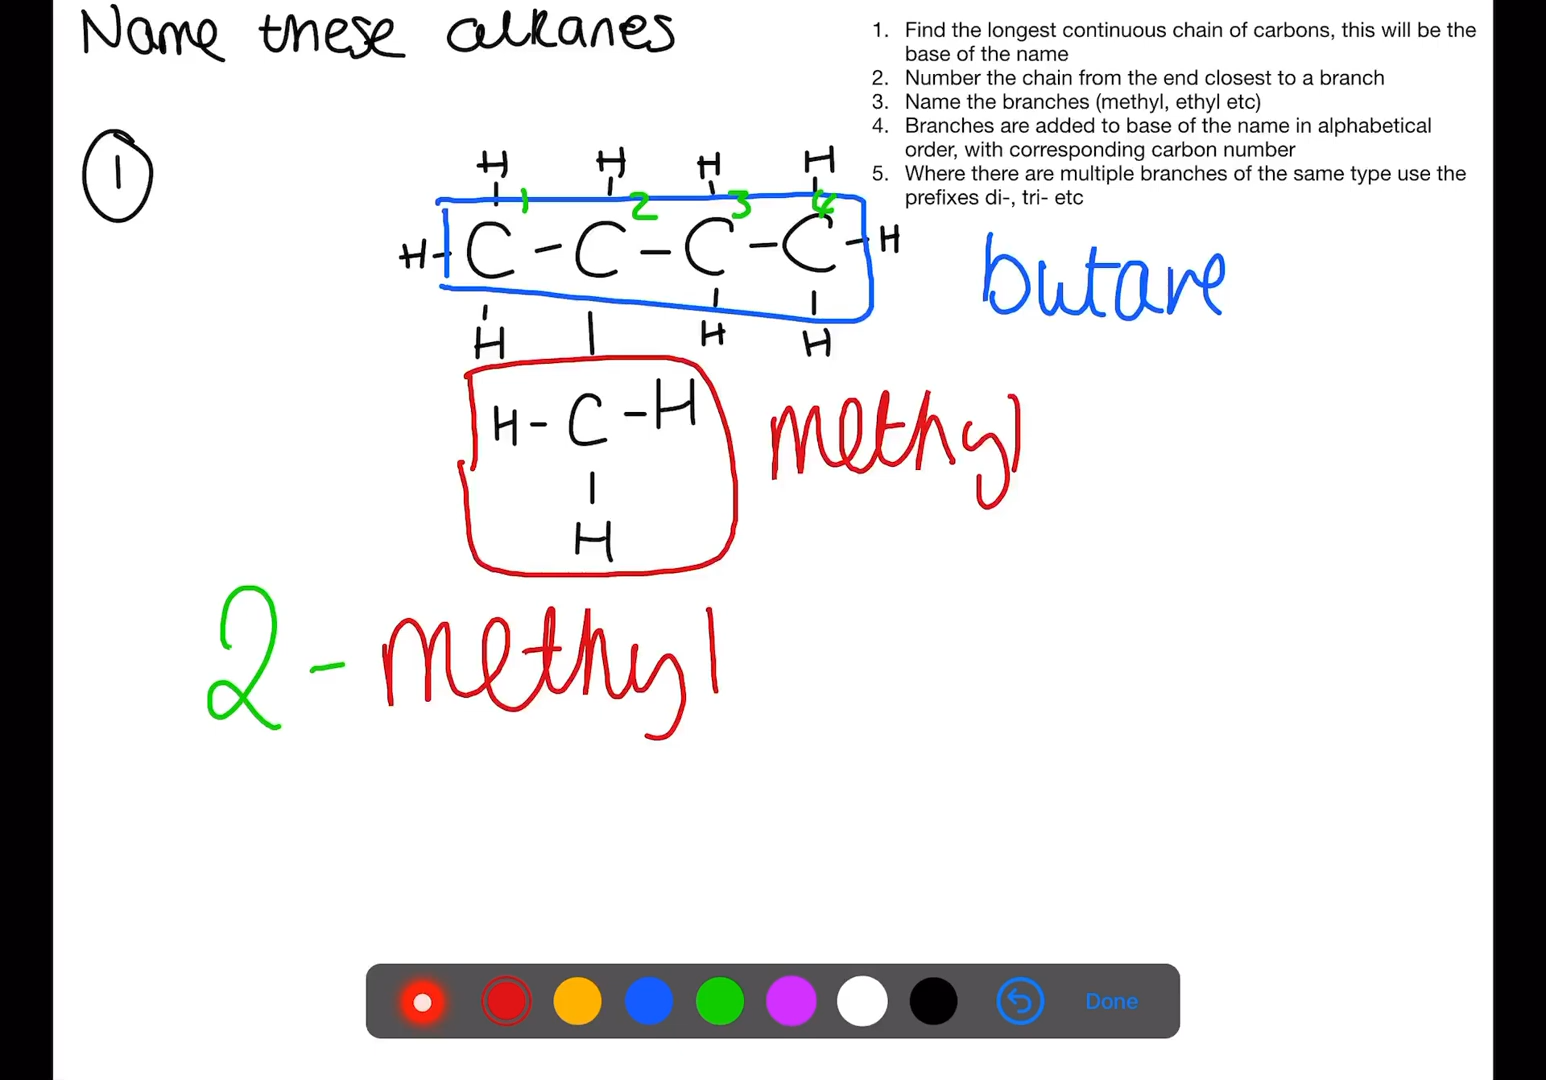 Name these alkanes
1. Find the longest continuous chain of carbons, this will be the
base of the name
2. Number the chain from the end closest to a branch
3. Name the branches (methyl, ethyl etc)
4. Branches are added to base of the name in alphabetical
order, with corresponding carbon number
5. Where there are multiple branches of the same type use the
prefixes di-, tri- etc
1
H H H H
1 2 3 4
H-C-C-C-C-H
H H H
butane
H-C-H
methyl
H
2-methyl
Done